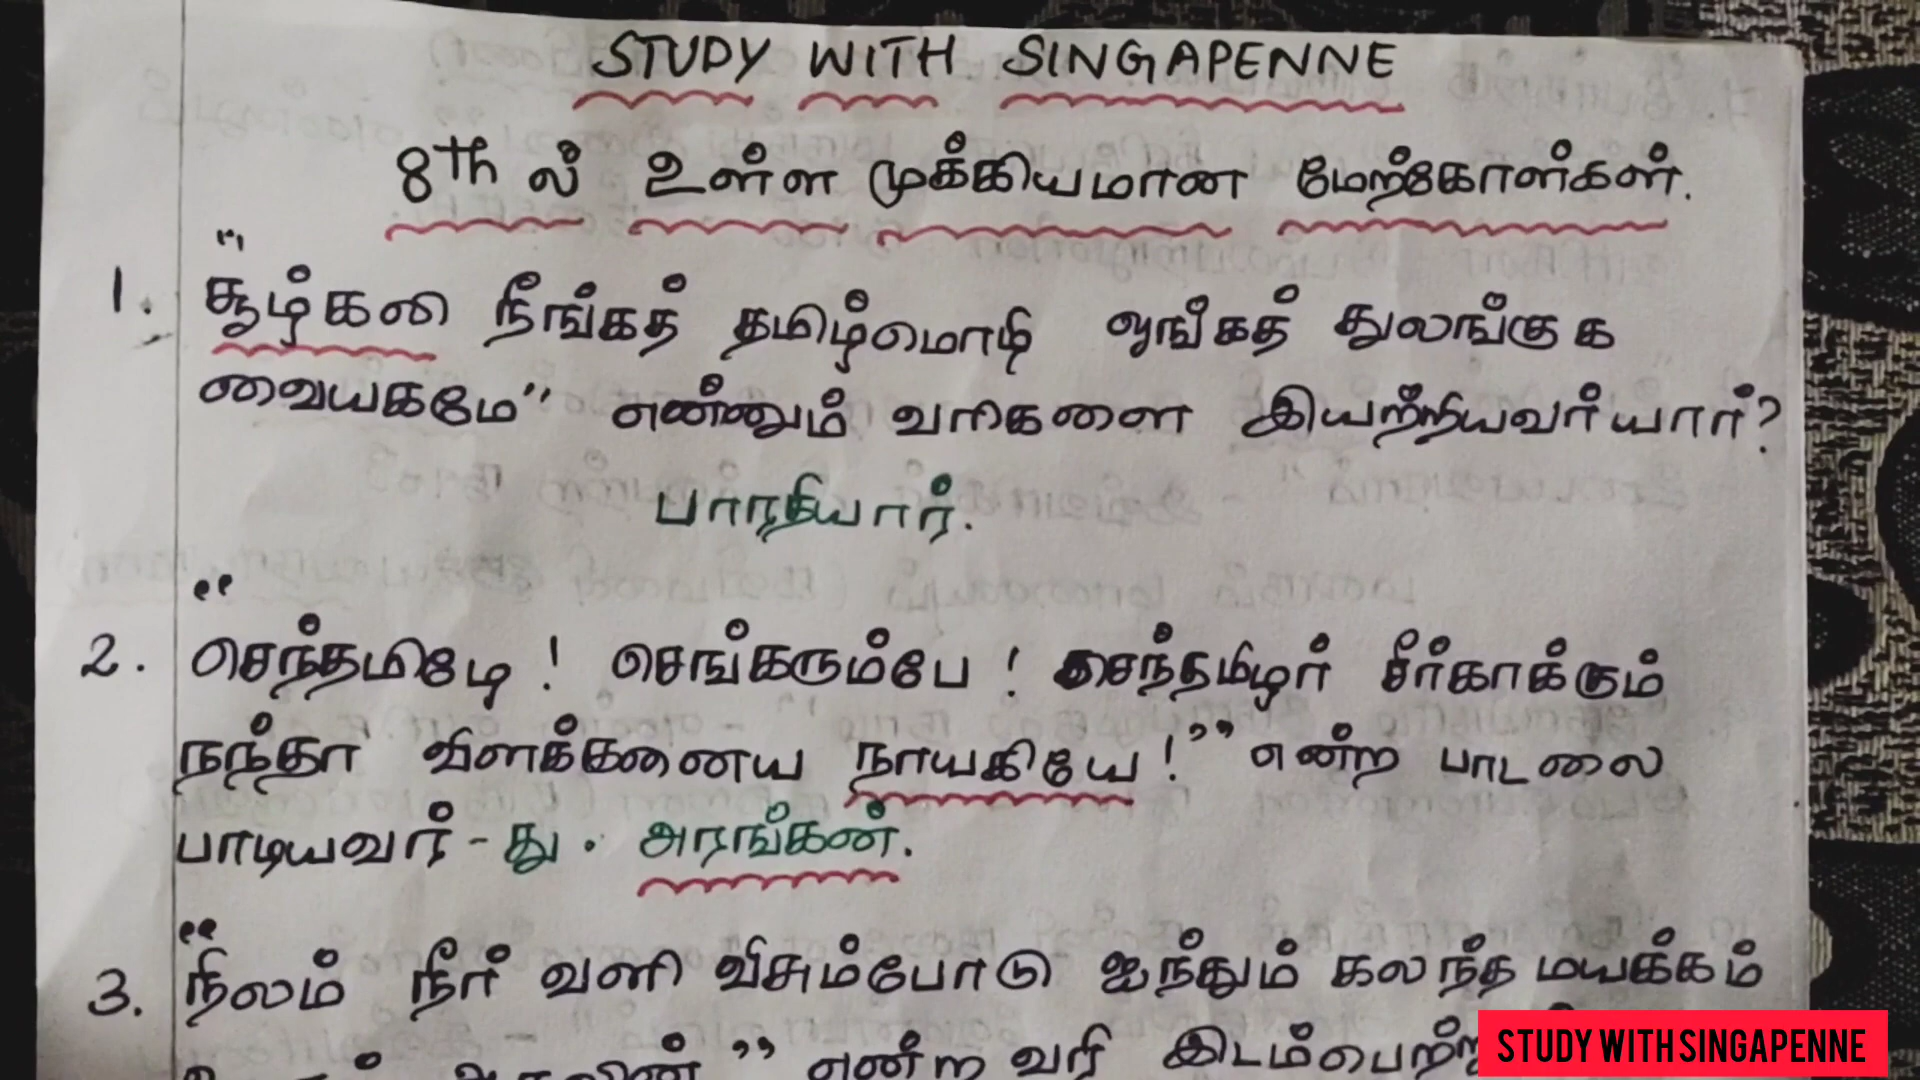 STUDY WITH SINGAPENNE
8th ல் உள்ள முக்கியமான மேற்கோள்கள்.
1. "சூழ்கலி நீங்கத் தமிழ்மொழி ஓங்கத் துலங்குக
வையகமே" என்னும் வரிகளை இயற்றியவர் யார்?
பாரதியார்.
2. "செந்தமிழே! செங்கரும்பே! செந்தமிழர் சீர்காக்கும்
நந்தா விளக்கனைய நாயகியே!" என்ற பாடலை
பாடியவர் - து. அரங்கன்.
3. "நிலம் நீர் வளி விசும்போடு ஐந்தும் கலந்த மயக்கம்
" என்ற வரி
STUDY WITH SINGAPENNE